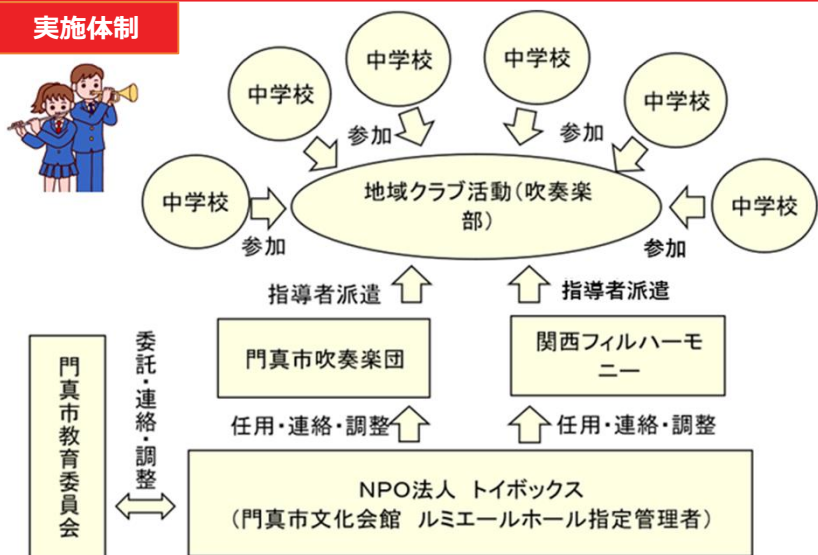 実施体制
中学校
中学校
中学校
中学校
中学校
中学校
参加
参加
参加
参加
地域クラブ活動（吹奏楽
部）
指導者派遣
指導者派遣
門真市吹奏楽団
関西フィルハーモ
ニー
任用・連絡・調整
任用・連絡・調整
門真市教育委員会
委託・連絡・調整
NPO法人　トイボックス
（門真市文化会館　ルミエールホール指定管理者）